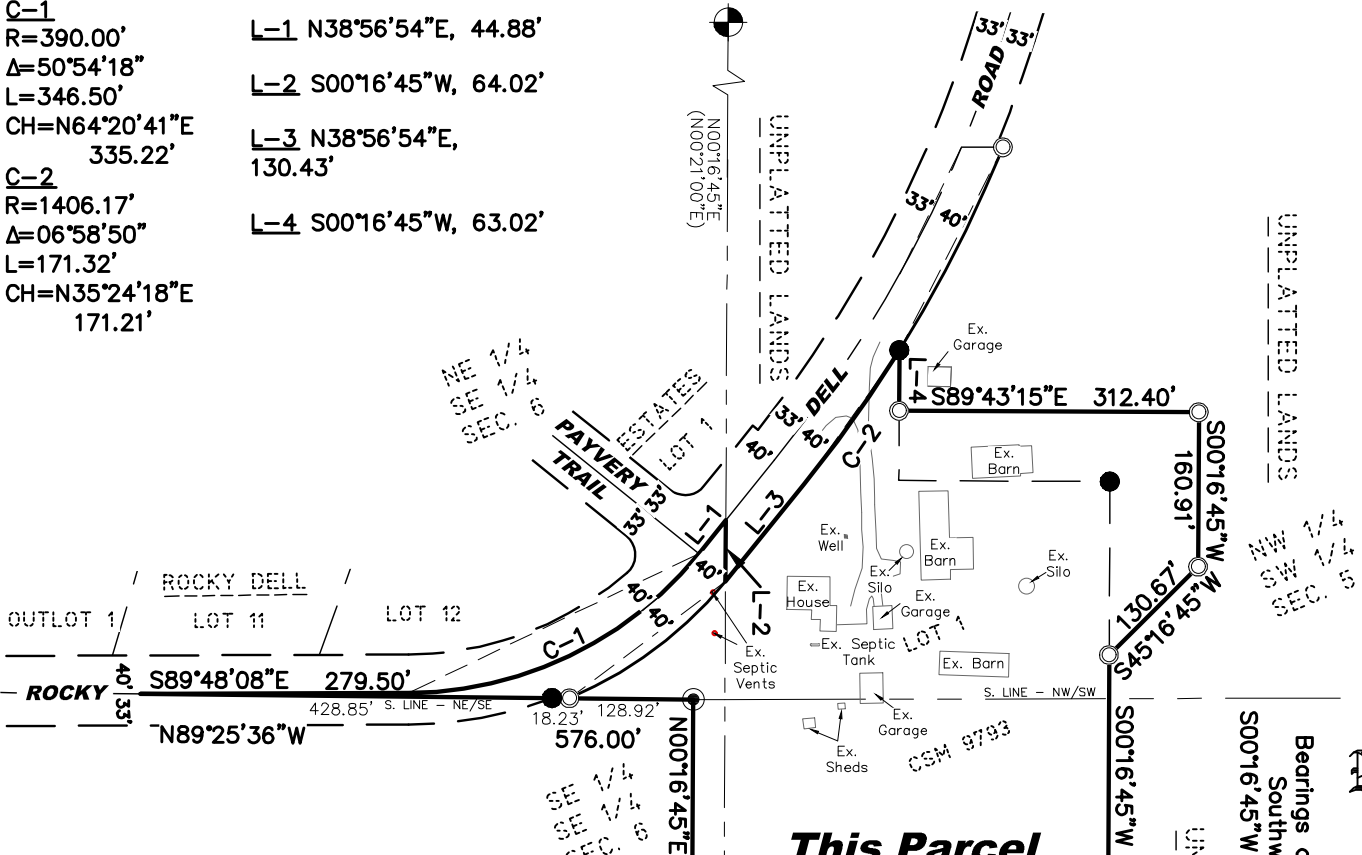 C-1
R=390.00'
Δ=50°54'18"
L=346.50'
CH=N64°20'41"E
335.22'
C-2
R=1406.17'
Δ=06°58'50"
L=171.32'
CH=N35°24'18"E
171.21'
L-1 N38°56'54"E, 44.88'
L-2 S00°16'45"W, 64.02'
L-3 N38°56'54"E,
130.43'
L-4 S00°16'45"W, 63.02'
N00°16'45"E
(N00°21'00"E)
UNPLATTED LANDS
33' 33'
ROAD
33' 40'
UNPLATTED LANDS
NE 1/4
SE 1/4
SEC. 6
ESTATES
LOT 1
PAYVERY
TRAIL
33' 33'
33' DELL
40' 40'
C-2
L-4
Ex.
Garage
S89°43'15"E 312.40'
S00°16'45"W
160.91'
Ex.
Barn
L-1
L-3
40'
L-2
Ex.
Well
Ex.
Barn
Ex.
Silo
Ex.
Silo
Ex.
House
Ex.
Garage
NW 1/4
SW 1/4
SEC. 5
130.67'
S45°16'45"W
ROCKY DELL
OUTLOT 1
LOT 11
LOT 12
40'
40'
C-1
LOT 1
Ex. Septic
Tank
Ex.
Septic
Vents
Ex. Barn
ROCKY
40' 33'
S89°48'08"E 279.50'
428.85' S. LINE - NE/SE
S. LINE - NW/SW
18.23' 128.92'
N89°25'36"W
576.00'
Ex.
Garage
Ex.
Sheds
CSM 9793
SE 1/4
SE 1/4
SEC. 6
N00°16'45"E
S00°16'45"W
S00°16'45"W
Bearings
Southw
UN
This Parcel